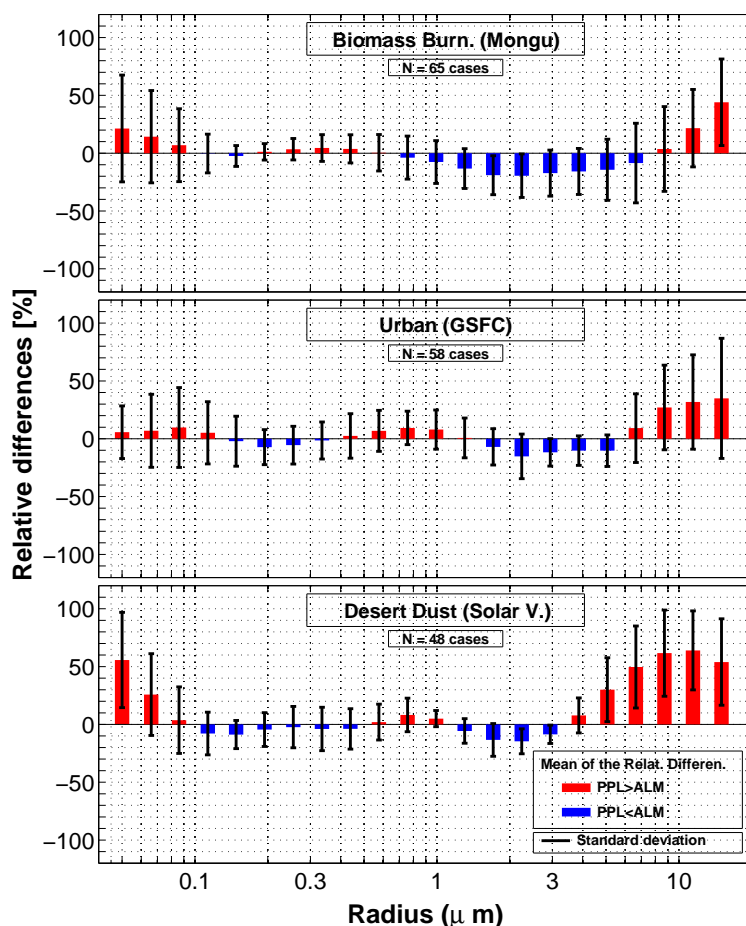 Biomass Burn. (Mongu)
N = 65 cases
100
50
0
−50
−100
Urban (GSFC)
N = 58 cases
100
50
0
−50
−100
Relative differences [%]
Desert Dust (Solar V.)
N = 48 cases
100
50
0
−50
−100
Mean of the Relat. Differen.
PPL>ALM
PPL<ALM
Standard deviation
0.1 0.3 1 3 10
Radius (μ m)